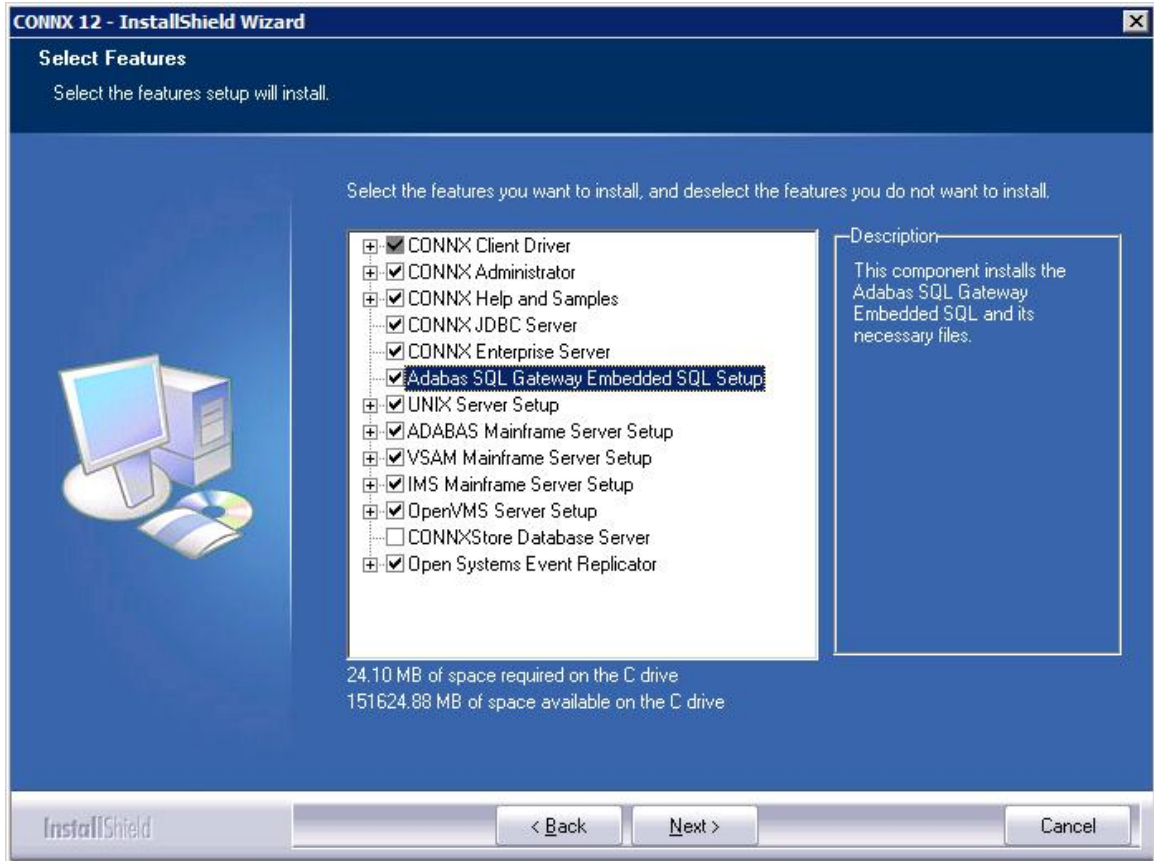 CONNX 12 - InstallShield Wizard
Select Features
Select the features setup will install.
Select the features you want to install, and deselect the features you do not want to install.
CONNX Client Driver
CONNX Administrator
CONNX Help and Samples
CONNX JDBC Server
CONNX Enterprise Server
Adabas SQL Gateway Embedded SQL Setup
UNIX Server Setup
ADABAS Mainframe Server Setup
VSAM Mainframe Server Setup
IMS Mainframe Server Setup
OpenVMS Server Setup
CONNXStore Database Server
Open Systems Event Replicator
Description
This component installs the
Adabas SQL Gateway
Embedded SQL and its
necessary files.
24.10 MB of space required on the C drive
151624.88 MB of space available on the C drive
InstallShield
< Back
Next >
Cancel